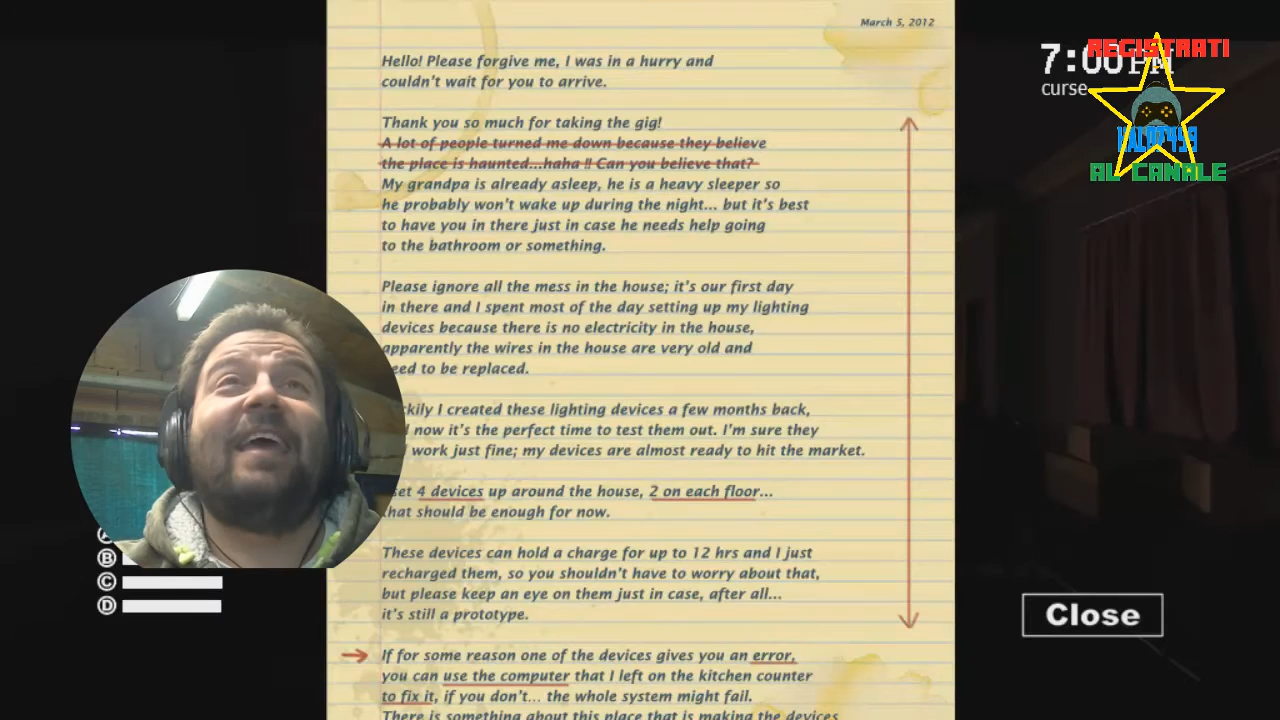 March 5, 2012
Hello! Please forgive me, I was in a hurry and
couldn't wait for you to arrive.
Thank you so much for taking the gig!
A lot of people turned me down because they believe
the place is haunted...haha !! Can you believe that?
My grandpa is already asleep, he is a heavy sleeper so
he probably won't wake up during the night... but it's best
to have you in there just in case he needs help going
to the bathroom or something.
Please ignore all the mess in the house; it's our first day
in there and I spent most of the day setting up my lighting
devices because there is no electricity in the house,
apparently the wires in the house are very old and
eed to be replaced.
ckily I created these lighting devices a few months back,
now it's the perfect time to test them out. I'm sure they
work just fine; my devices are almost ready to hit the market.
set 4 devices up around the house, 2 on each floor...
that should be enough for now.
These devices can hold a charge for up to 12 hrs and I just
recharged them, so you shouldn't have to worry about that,
but please keep an eye on them just in case, after all...
it's still a prototype.
If for some reason one of the devices gives you an error,
you can use the computer that I left on the kitchen counter
to fix it, if you don't... the whole system might fail.
There is something about this place that is making the devices
7:00 PM
curse
REGISTRATI
AL CANALE
A
B
C
D
Close